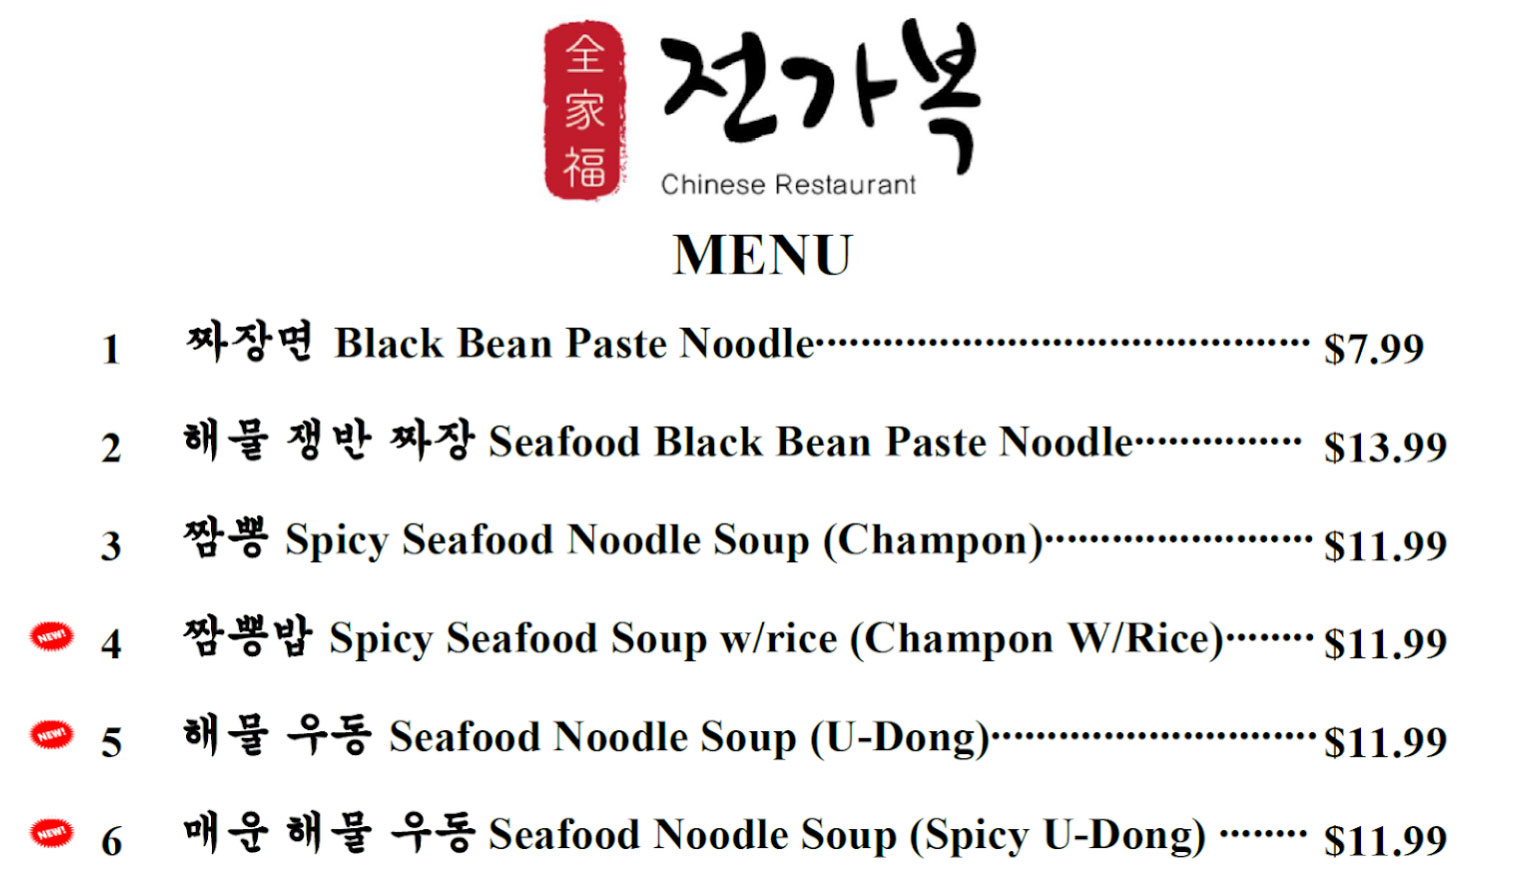 全家福
전가복
Chinese Restaurant
MENU
1 짜장면 Black Bean Paste Noodle·········································· $7.99
2 해물 쟁반 짜장 Seafood Black Bean Paste Noodle·············· $13.99
3 짬뽕 Spicy Seafood Noodle Soup (Champon)······················· $11.99
NEW! 4 짬뽕밥 Spicy Seafood Soup w/rice (Champon W/Rice)········ $11.99
NEW! 5 해물 우동 Seafood Noodle Soup (U-Dong)···························· $11.99
NEW! 6 매운 해물 우동 Seafood Noodle Soup (Spicy U-Dong) ········ $11.99